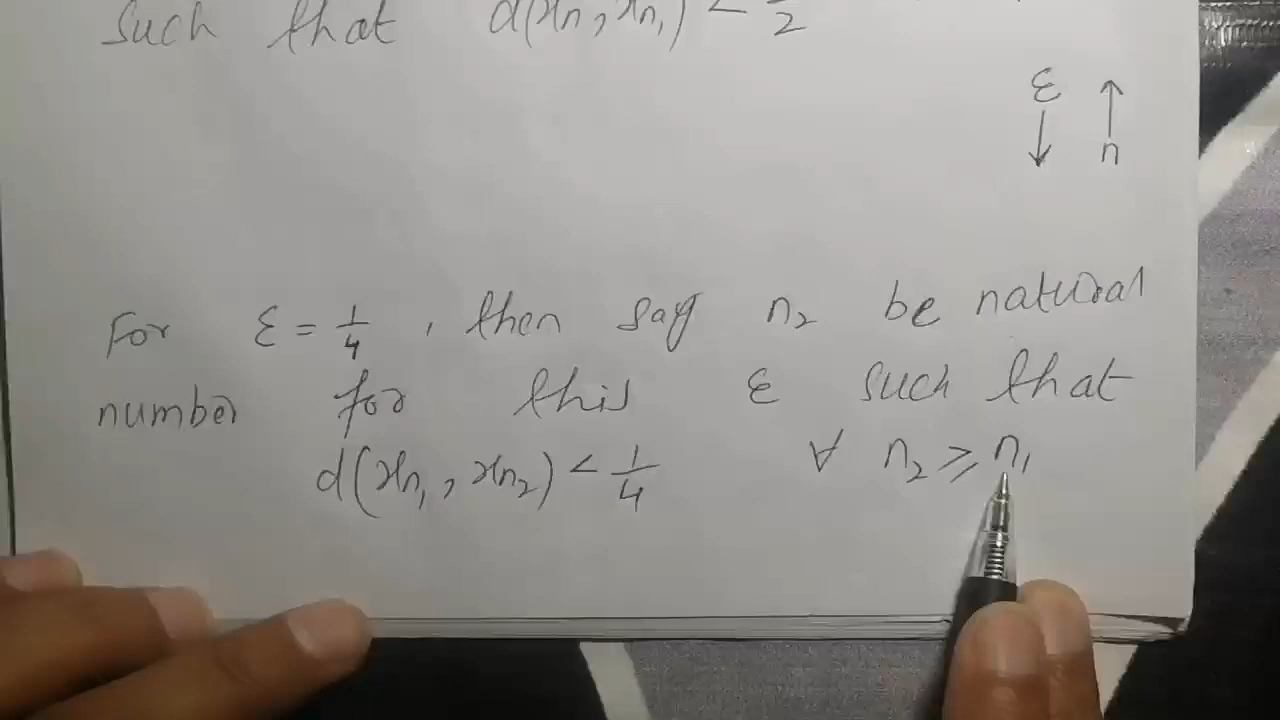 such that d(xn, xn₁) < 1/2
ε ↓ ↑ n
For ε = 1/4, then say n₂ be natural
number for this ε such that
d(xn₁, xn₂) < 1/4 ∀ n₂ ≥ n₁